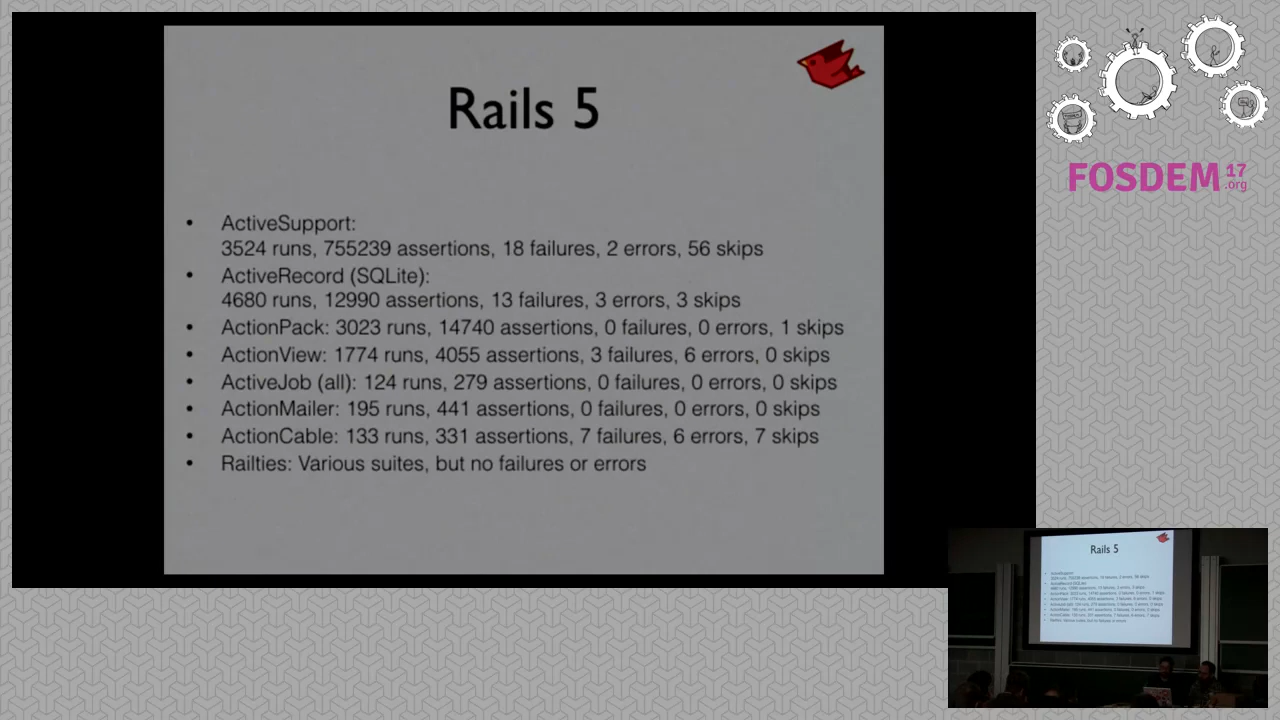 Rails 5
• ActiveSupport:
3524 runs, 755239 assertions, 18 failures, 2 errors, 56 skips
• ActiveRecord (SQLite):
4680 runs, 12990 assertions, 13 failures, 3 errors, 3 skips
• ActionPack: 3023 runs, 14740 assertions, 0 failures, 0 errors, 1 skips
• ActionView: 1774 runs, 4055 assertions, 3 failures, 6 errors, 0 skips
• ActiveJob (all): 124 runs, 279 assertions, 0 failures, 0 errors, 0 skips
• ActionMailer: 195 runs, 441 assertions, 0 failures, 0 errors, 0 skips
• ActionCable: 133 runs, 331 assertions, 7 failures, 6 errors, 7 skips
• Railties: Various suites, but no failures or errors
FOSDEM 17
.org
Rails 5